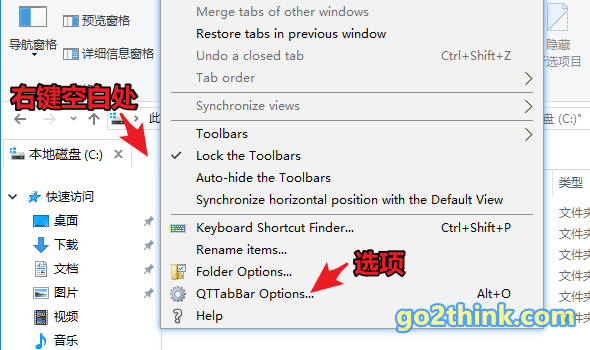 预览窗格
导航窗格
详细信息窗格
隐藏
选项目
右键空白处
此
盘 (C:)"
本地磁盘 (C:)
类型
快速访问
桌面
下载
文档
图片
视频
音乐
文件夹
文件夹
文件夹
文件夹
文件夹
Merge tabs of other windows
Restore tabs in previous window
Undo a closed tab Ctrl+Shift+Z
Tab order
Synchronize views
Toolbars
Lock the Toolbars
Auto-hide the Toolbars
Synchronize horizontal position with the Default View
Keyboard Shortcut Finder... Ctrl+Shift+P
Rename items...
Folder Options...
选项
QTTabBar Options... Alt+O
Help
go2think.com